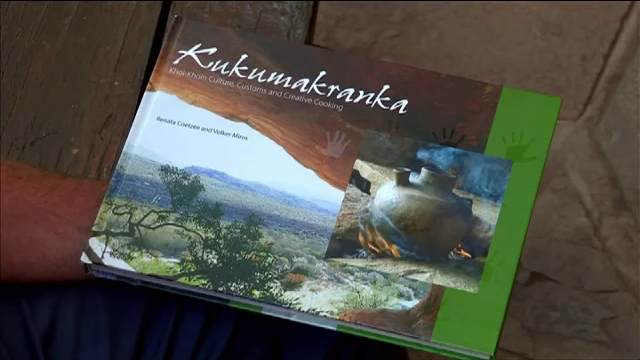 Kukumakranka
Khoi-Khoin Culture, Customs and Creative Cooking
Renata Coetzee and Volker Miros